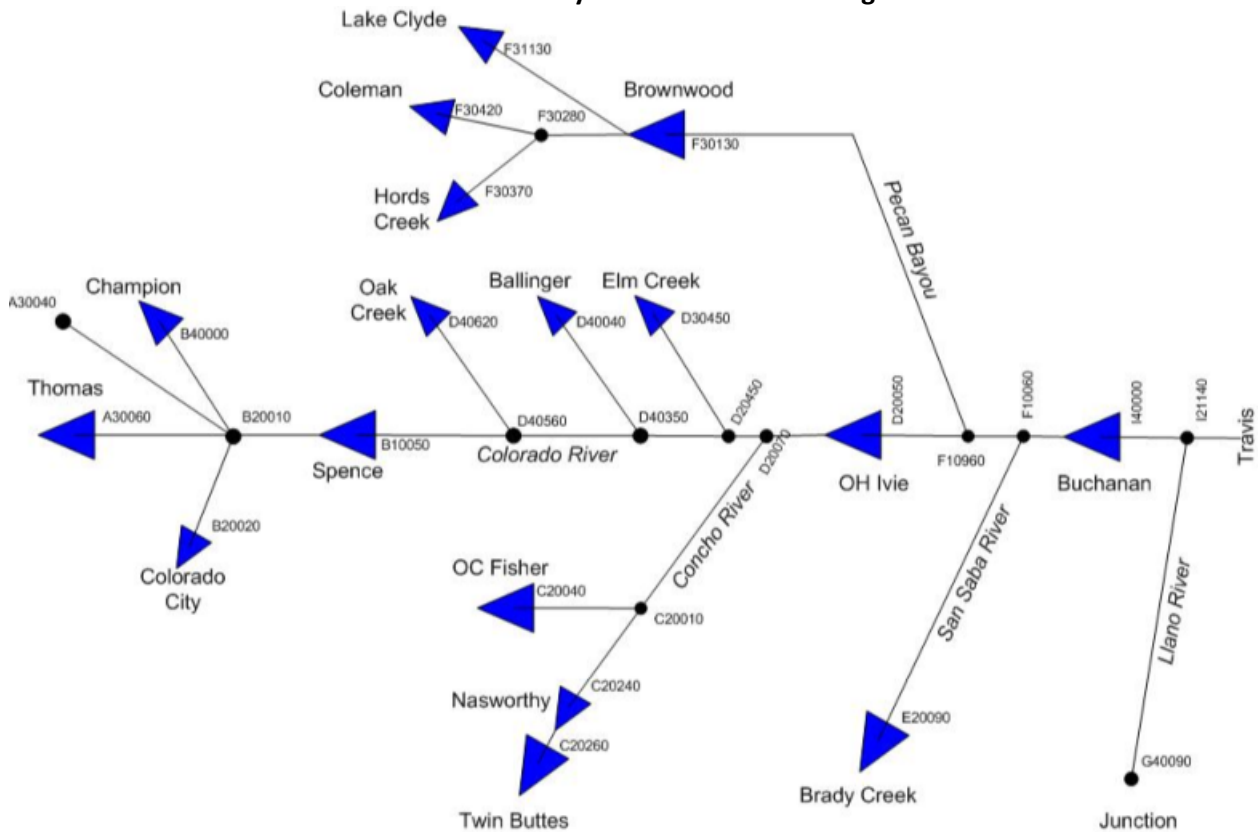 Lake Clyde
F31130
Coleman
F30420
F30280
Brownwood
F30130
Hords
Creek
F30370
Pecan Bayou
A30040
Champion
B40000
Oak
Creek
D40620
Ballinger
D40040
Elm Creek
D30450
Thomas
A30060
B20010
Spence
B10050
D40560
Colorado River
D40350
D20450
D20070
OH Ivie
D20050
F10960
F10060
Buchanan
I40000
I21140
Travis
B20020
Colorado
City
OC Fisher
C20040
C20010
Concho River
Nasworthy
C20240
C20260
Twin Buttes
San Saba River
E20090
Brady Creek
Llano River
G40090
Junction